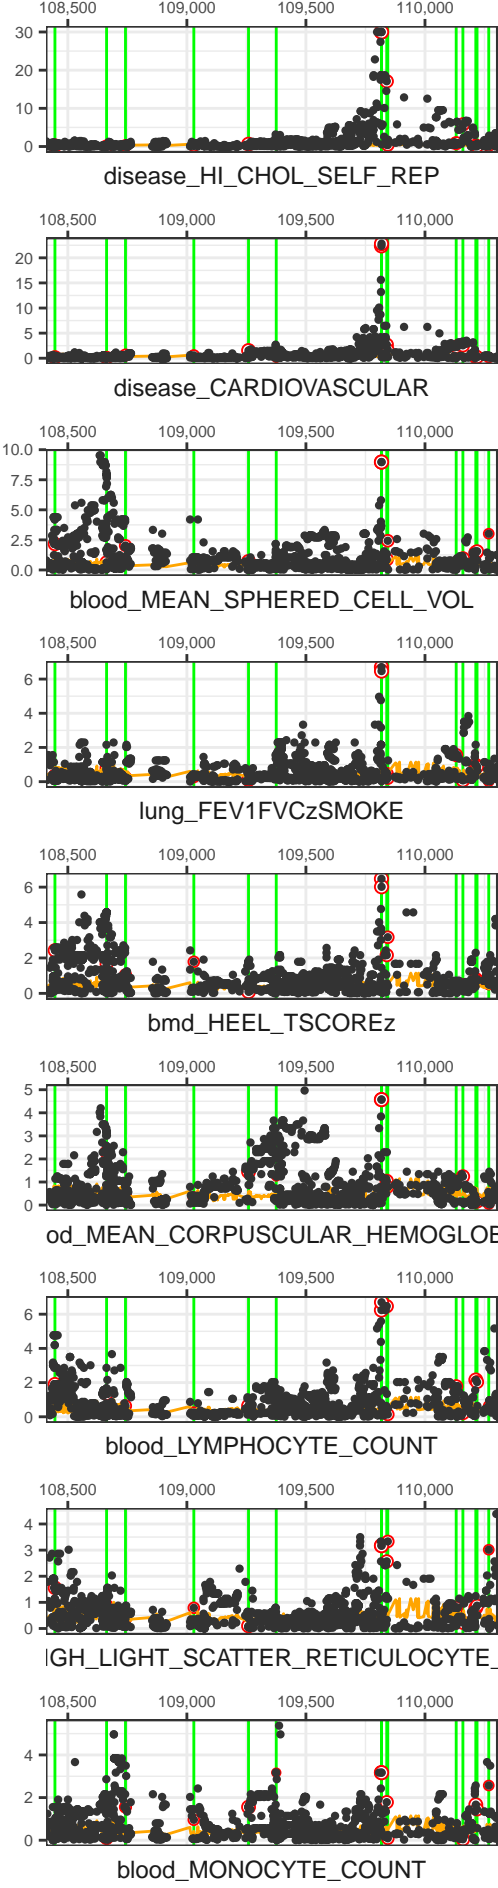 108,500 109,000 109,500 110,000
30
20
10
0
disease_HI_CHOL_SELF_REP
108,500 109,000 109,500 110,000
20
15
10
5
0
disease_CARDIOVASCULAR
108,500 109,000 109,500 110,000
10.0
7.5
5.0
2.5
0.0
blood_MEAN_SPHERED_CELL_VOL
108,500 109,000 109,500 110,000
6
4
2
0
lung_FEV1FVCzSMOKE
108,500 109,000 109,500 110,000
6
4
2
0
bmd_HEEL_TSCOREz
108,500 109,000 109,500 110,000
5
4
3
2
1
0
od_MEAN_CORPUSCULAR_HEMOGLOB
108,500 109,000 109,500 110,000
6
4
2
0
blood_LYMPHOCYTE_COUNT
108,500 109,000 109,500 110,000
4
3
2
1
0
IGH_LIGHT_SCATTER_RETICULOCYTE_
108,500 109,000 109,500 110,000
4
2
0
blood_MONOCYTE_COUNT